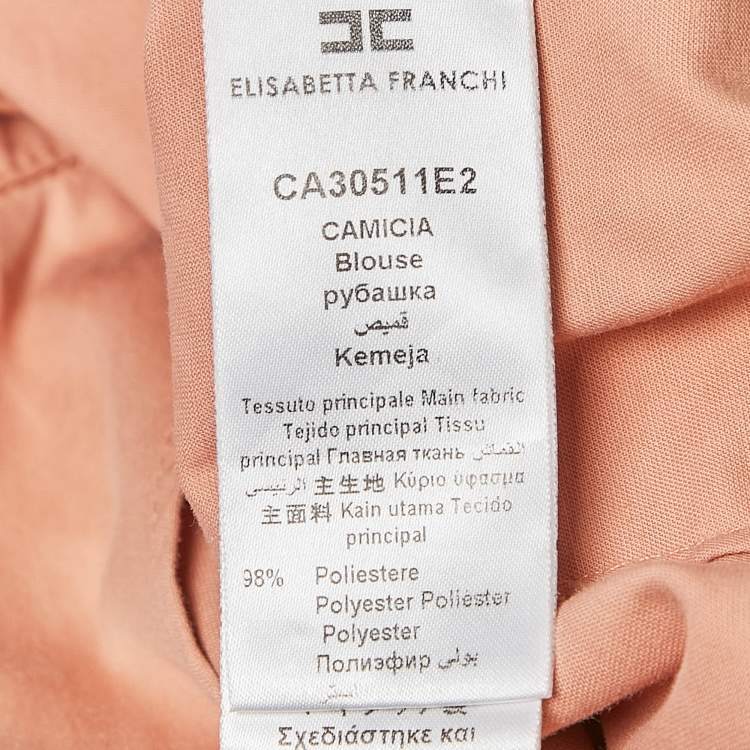 ELISABETTA FRANCHI
CA30511E2
CAMICIA
Blouse
рубашка
قميص
Kemeja
Tessuto principale Main fabric
Tejido principal Tissu
principal Главная ткань القماش
الرئيسي 主生地 Κύριο ύφασμα
主面料 Kain utama Tecido
principal
98% Poliestere
Polyester Poliéster
Polyester
Полиэфир بولي
استر
Σχεδιάστηκε και